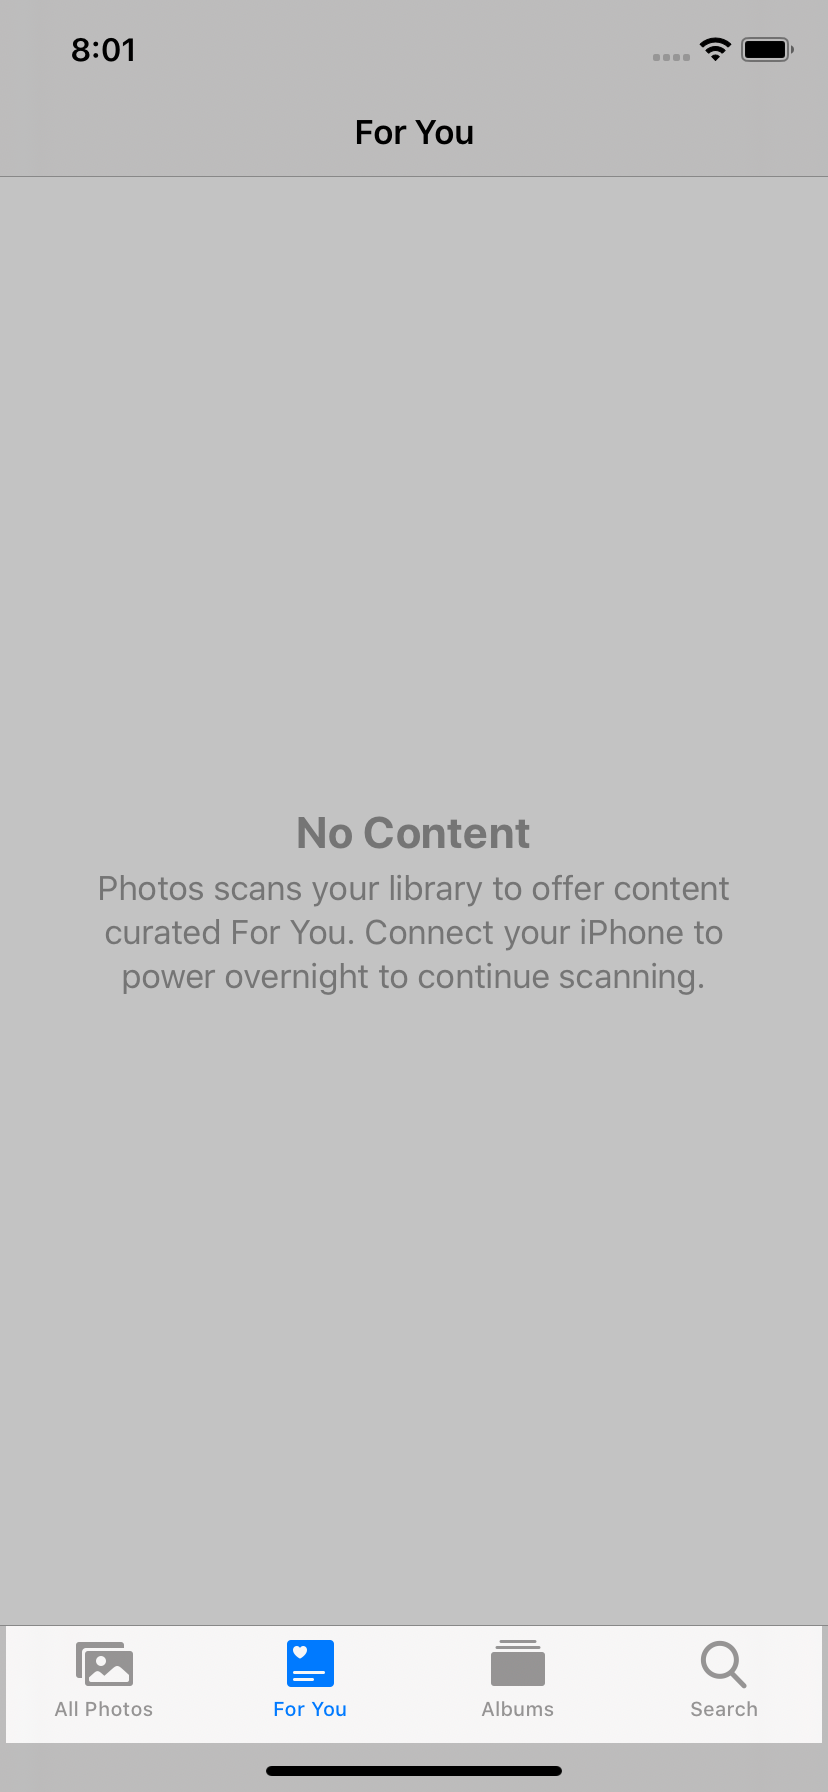 8:01
For You
No Content
Photos scans your library to offer content
curated For You. Connect your iPhone to
power overnight to continue scanning.
All Photos
For You
Albums
Search